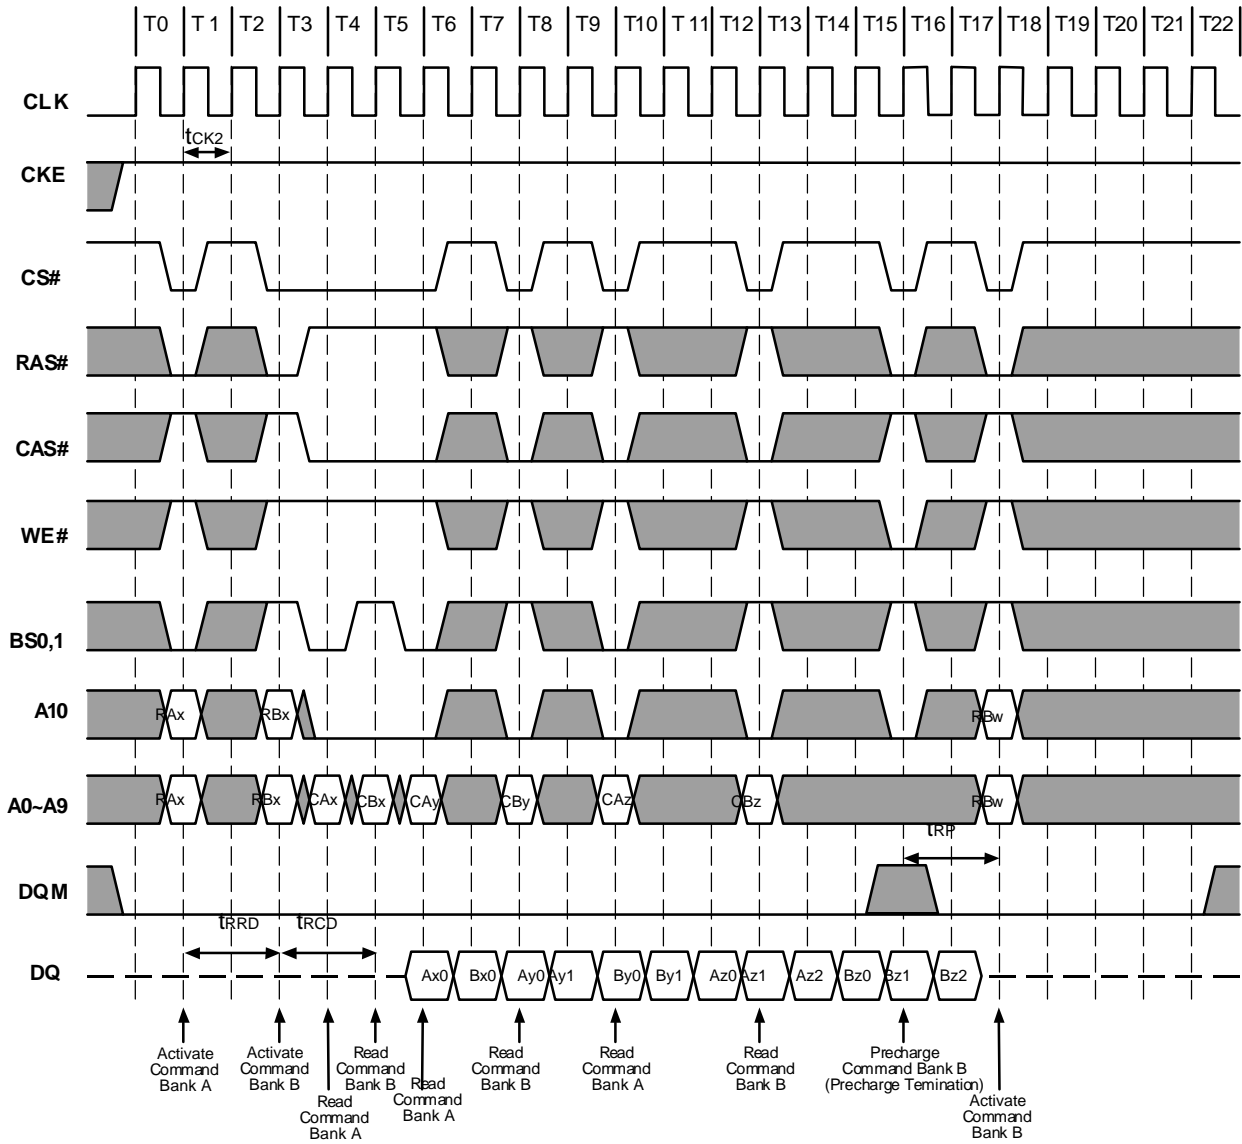 T0 T 1 T2 T3 T4 T5 T6 T7 T8 T9 T10 T 11 T12 T13 T14 T15 T16 T17 T18 T19 T20 T21 T22
CLK
tCK2
CKE
CS#
RAS#
CAS#
WE#
BS0,1
A10
RAx RBx RBw
A0~A9
RAx RBx CAx CBx CAy CBy CAz CBz RBw
tRP
DQM
tRRD tRCD
DQ
Ax0 Bx0 Ay0 Ay1 By0 By1 Az0 Az1 Az2 Bz0 Bz1 Bz2
Activate
Command
Bank A
Activate
Command
Bank B
Read
Command
Bank A
Read
Command
Bank B
Read
Command
Bank A
Read
Command
Bank B
Read
Command
Bank A
Read
Command
Bank B
Precharge
Command Bank B
(Precharge Temination)
Activate
Command
Bank B